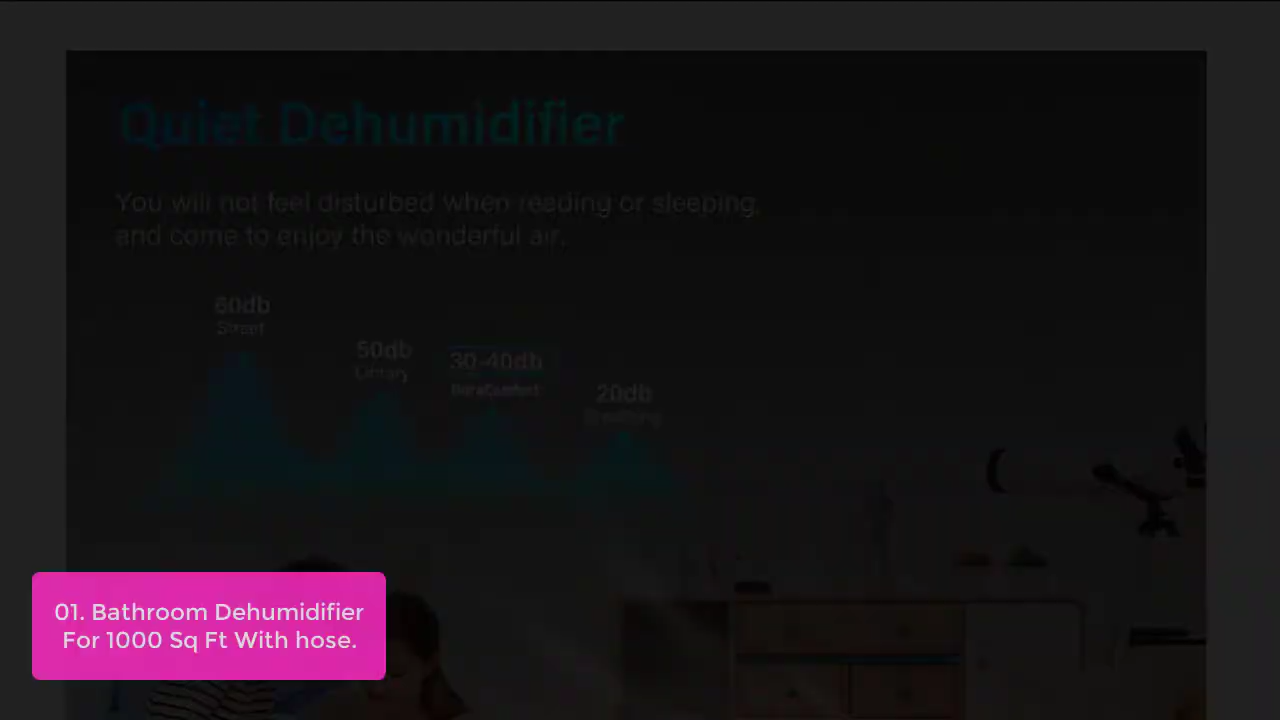 Quiet Dehumidifier
You will not feel disturbed when reading or sleeping,
and come to enjoy the wonderful air.
60db
Street
50db
Library
30-40db
20db
Breathing
01. Bathroom Dehumidifier
For 1000 Sq Ft With hose.